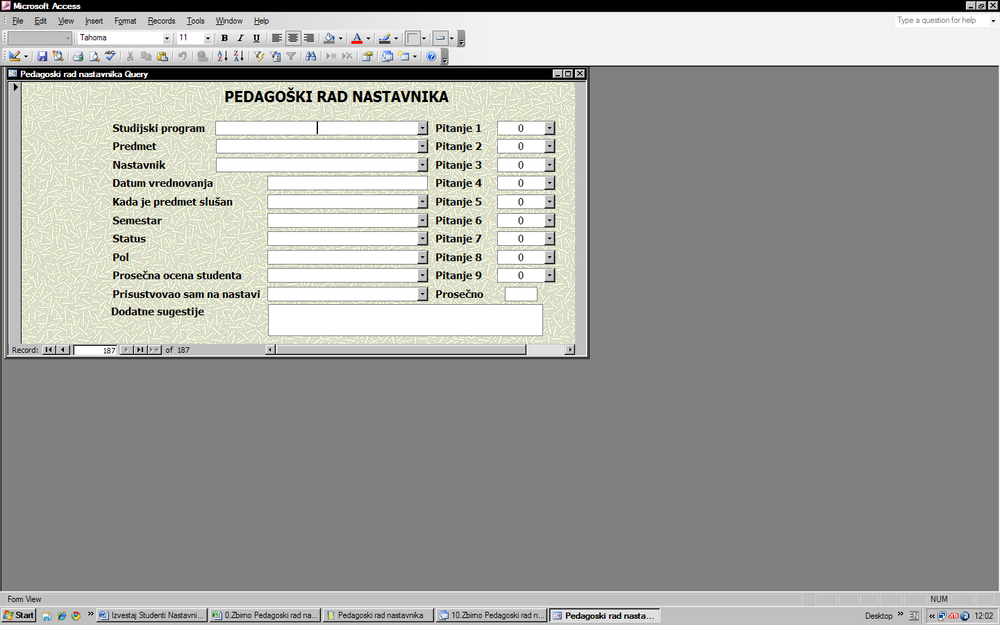 Microsoft Access
File Edit View Insert Format Records Tools Window Help
Type a question for help
Tahoma 11 B I U
Pedagoski rad nastavnika Query
PEDAGOŠKI RAD NASTAVNIKA
Studijski program Pitanje 1 0
Predmet Pitanje 2 0
Nastavnik Pitanje 3 0
Datum vrednovanja Pitanje 4 0
Kada je predmet slušan Pitanje 5 0
Semestar Pitanje 6 0
Status Pitanje 7 0
Pol Pitanje 8 0
Prosečna ocena studenta Pitanje 9 0
Prisustvovao sam na nastavi Prosečno
Dodatne sugestije
Record: 187 of 187
Form View NUM
Start Izvestaj Studenti Nastavni... 0.Zbirno Pedagoski rad na... Pedagoski rad nastavnika 10.Zbirno Pedagoski rad n... Pedagoski rad nasta... Desktop EN 12:02